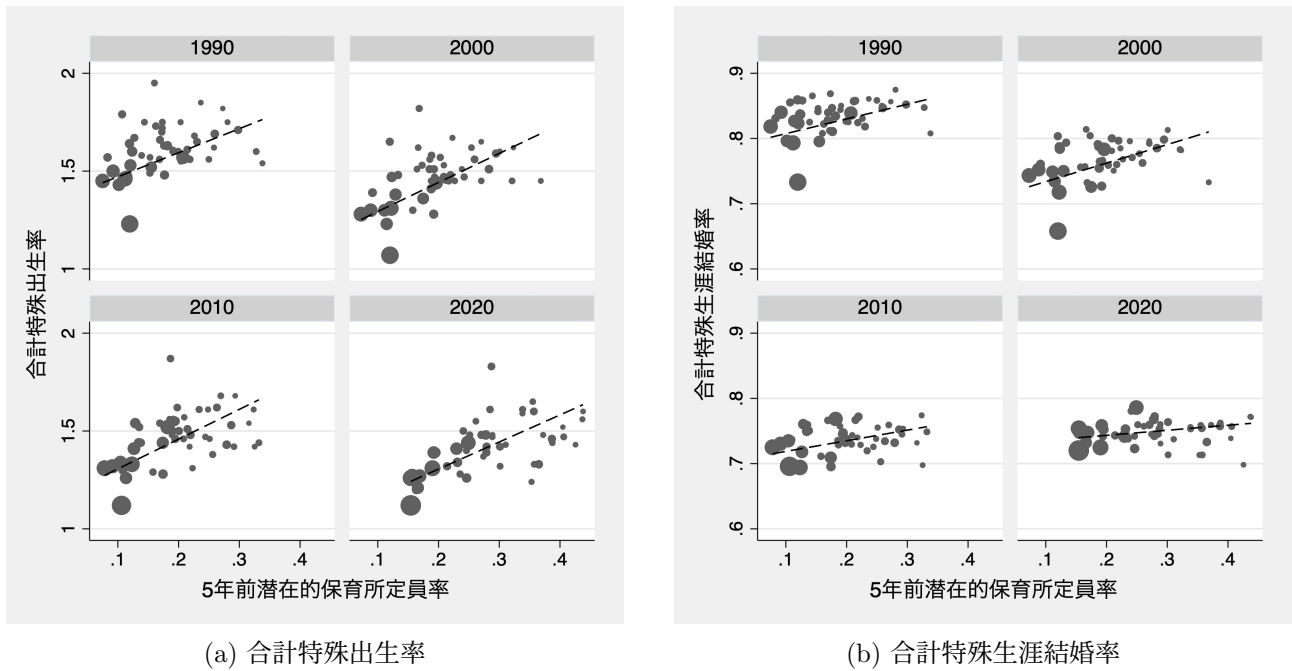 1990
2000
2
1.5
1
2010
2020
2
1.5
1
.1 .2 .3 .4 .1 .2 .3 .4
合計特殊出生率
5年前潜在的保育所定員率
(a) 合計特殊出生率
1990
2000
.9
.8
.7
.6
2010
2020
.9
.8
.7
.6
.1 .2 .3 .4 .1 .2 .3 .4
合計特殊生涯結婚率
5年前潜在的保育所定員率
(b) 合計特殊生涯結婚率